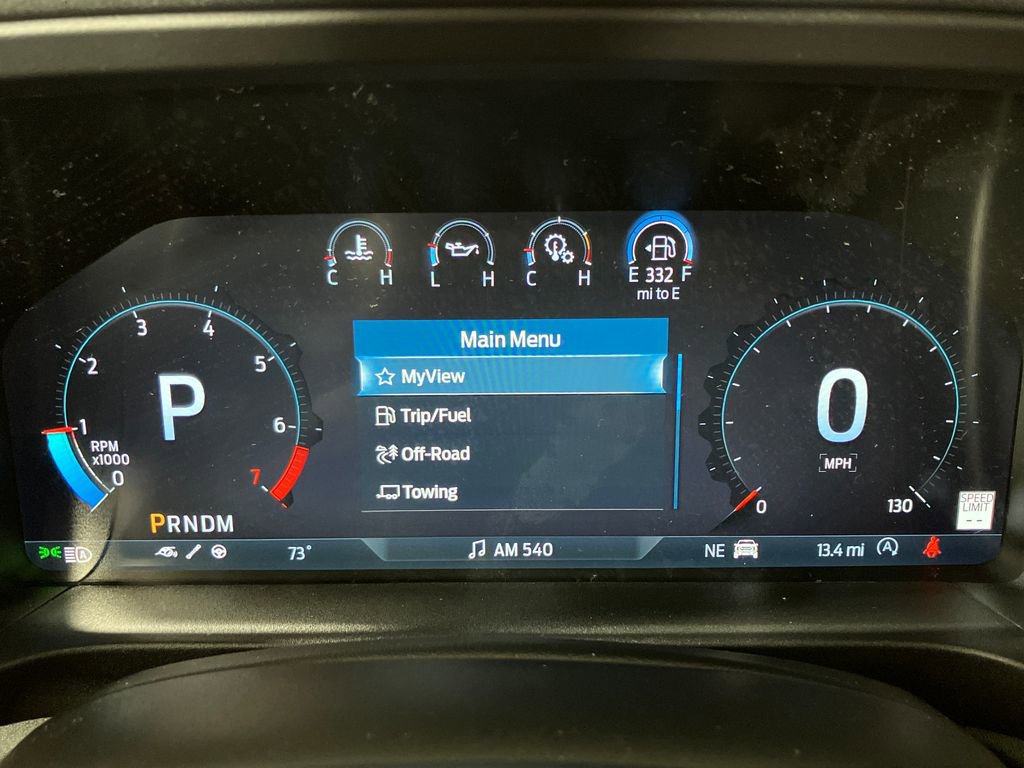 C H
L H
C H
E 332 F
mi to E
Main Menu
MyView
Trip/Fuel
Off-Road
Towing
0 1 2 3 4 5 6 7
RPM
x1000
P
PRNDM
0
MPH
0 130
SPEED
LIMIT
--
A
73°
AM 540
NE
13.4 mi
A